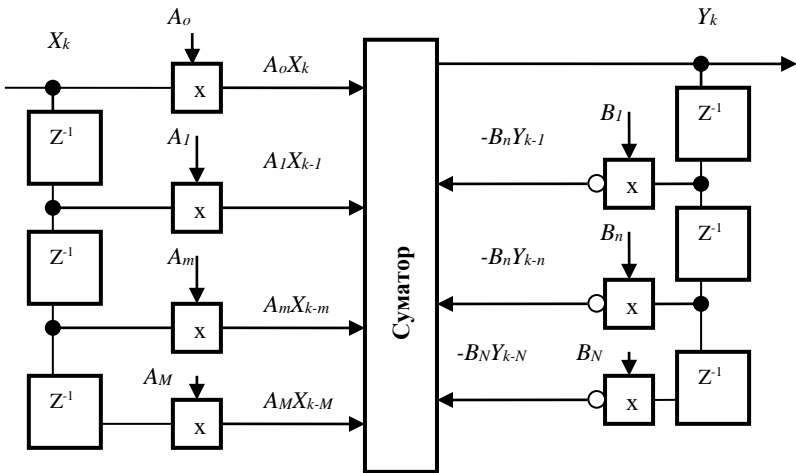 Ao
Yk
Xk
AoXk
x
Z-1
Z-1
B1
-BnYk-1
A1
A1Xk-1
x
x
Z-1
Z-1
Bn
-BnYk-n
Am
AmXk-m
x
x
Суматор
-BNYk-N
BN
Z-1
AM
AMXk-M
Z-1
x
x